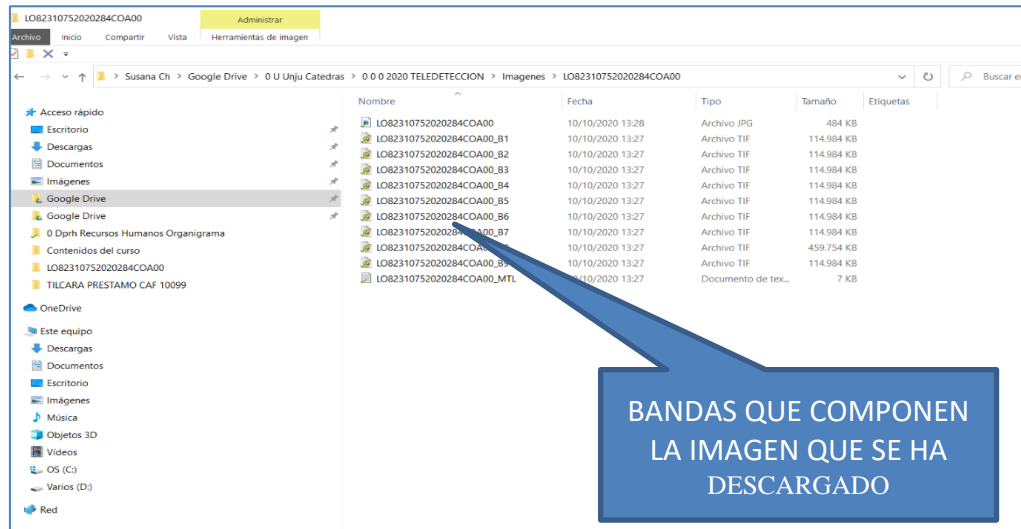 LO82310752020284COA00
Administrar
Archivo Inicio Compartir Vista Herramientas de imagen
> Susana Ch > Google Drive > 0 U Unju Catedras > 0 0 0 2020 TELEDETECCION > Imagenes > LO82310752020284COA00
Buscar en
Nombre Fecha Tipo Tamaño Etiquetas
Acceso rápido
Escritorio
Descargas
Documentos
Imágenes
Google Drive
Google Drive
0 Dprh Recursos Humanos Organigrama
Contenidos del curso
LO82310752020284COA00
TILCARA PRESTAMO CAF 10099
OneDrive
Este equipo
Descargas
Documentos
Escritorio
Imágenes
Música
Objetos 3D
Vídeos
OS (C:)
Varios (D:)
Red
LO82310752020284COA00 10/10/2020 13:28 Archivo JPG 484 KB
LO82310752020284COA00_B1 10/10/2020 13:27 Archivo TIF 114.984 KB
LO82310752020284COA00_B2 10/10/2020 13:27 Archivo TIF 114.984 KB
LO82310752020284COA00_B3 10/10/2020 13:27 Archivo TIF 114.984 KB
LO82310752020284COA00_B4 10/10/2020 13:27 Archivo TIF 114.984 KB
LO82310752020284COA00_B5 10/10/2020 13:27 Archivo TIF 114.984 KB
LO82310752020284COA00_B6 10/10/2020 13:27 Archivo TIF 114.984 KB
LO82310752020284COA00_B7 10/10/2020 13:27 Archivo TIF 114.984 KB
10/10/2020 13:27 Archivo TIF 459.754 KB
10/10/2020 13:27 Archivo TIF 114.984 KB
LO82310752020284COA00_MTL 10/10/2020 13:27 Documento de tex... 7 KB
BANDAS QUE COMPONEN
LA IMAGEN QUE SE HA
DESCARGADO